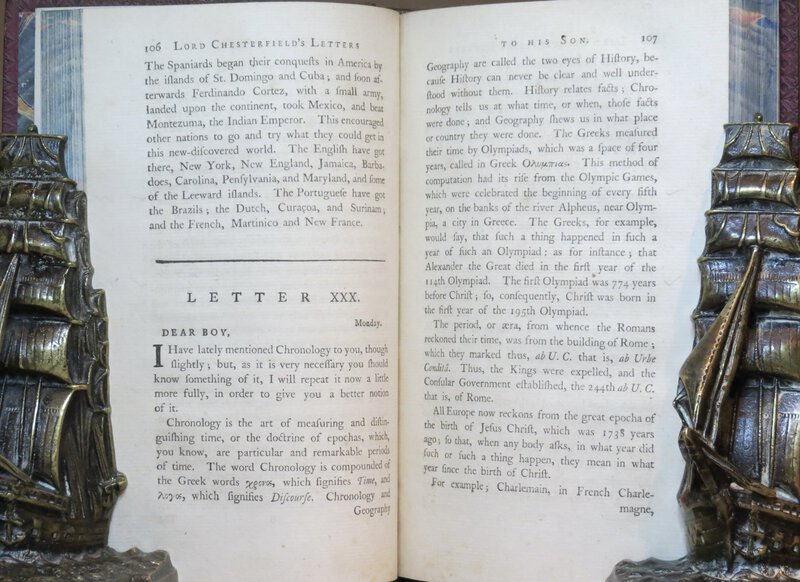 106 LORD CHESTERFIELD'S LETTERS
The Spaniards began their conqueſts in America by
the iſlands of St. Domingo and Cuba; and ſoon af-
terwards Ferdinando Cortez, with a ſmall army,
landed upon the continent, took Mexico, and beat
Montezuma, the Indian Emperor. This encouraged
other nations to go and try what they could get in
this new-diſcovered world. The Engliſh have got
there, New York, New England, Jamaica, Barba-
does, Carolina, Penſylvania, and Maryland, and ſome
of the Leeward iſlands. The Portugueſe have got
the Brazils; the Dutch, Curaçoa, and Surinam;
and the French, Martinico and New France.
LETTER XXX.
Monday.
DEAR BOY,
I Have lately mentioned Chronology to you, though
ſlightly; but, as it is very neceſſary you ſhould
know ſomething of it, I will repeat it now a little
more fully, in order to give you a better notion
of it.
Chronology is the art of meaſuring and diſtin-
guiſhing time, or the doctrine of epochas, which,
you know, are particular and remarkable periods
of time. The word Chronology is compounded of
the Greek words χρονος, which ſignifies Time, and
λογος, which ſignifies Diſcourſe. Chronology and
Geography
TO HIS SON. 107
Geography are called the two eyes of Hiſtory, be-
cauſe Hiſtory can never be clear and well under-
ſtood without them. Hiſtory relates facts; Chro-
nology tells us at what time, or when, thoſe facts
were done; and Geography ſhews us in what place
or country they were done. The Greeks meaſured
their time by Olympiads, which was a ſpace of four
years, called in Greek Ολυμπιας. This method of
computation had its riſe from the Olympic Games,
which were celebrated the beginning of every fifth
year, on the banks of the river Alpheus, near Olym-
pia, a city in Greece. The Greeks, for example,
would ſay, that ſuch a thing happened in ſuch a
year of ſuch an Olympiad: as for inſtance; that
Alexander the Great died in the firſt year of the
114th Olympiad. The firſt Olympiad was 774 years
before Chriſt; ſo, conſequently, Chriſt was born in
the firſt year of the 195th Olympiad.
The period, or æra, from whence the Romans
reckoned their time, was from the building of Rome;
which they marked thus, ab U. C. that is, ab Urbe
Conditâ. Thus, the Kings were expelled, and the
Conſular Government eſtabliſhed, the 244th ab U. C.
that is, of Rome.
All Europe now reckons from the great epocha of
the birth of Jeſus Chriſt, which was 1738 years
ago; ſo that, when any body aſks, in what year did
ſuch or ſuch a thing happen, they mean in what
year ſince the birth of Chriſt.
For example; Charlemain, in French Charle-
magne,